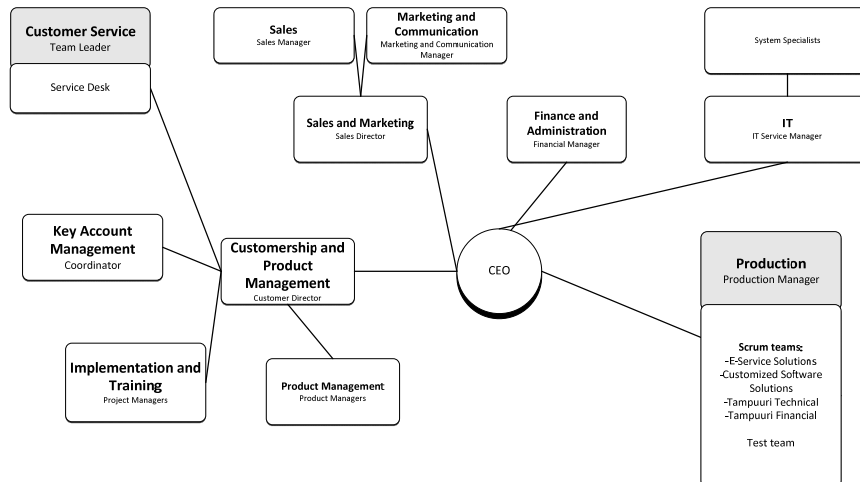 Customer Service
Team Leader
Service Desk
Sales
Sales Manager
Marketing and
Communication
Marketing and Communication
Manager
System Specialists
Sales and Marketing
Sales Director
Finance and
Administration
Financial Manager
IT
IT Service Manager
Key Account
Management
Coordinator
Customership and
Product
Management
Customer Director
CEO
Production
Production Manager
Implementation and
Training
Project Managers
Product Management
Product Managers
Scrum teams:
-E-Service Solutions
-Customized Software
Solutions
-Tampuuri Technical
-Tampuuri Financial
Test team